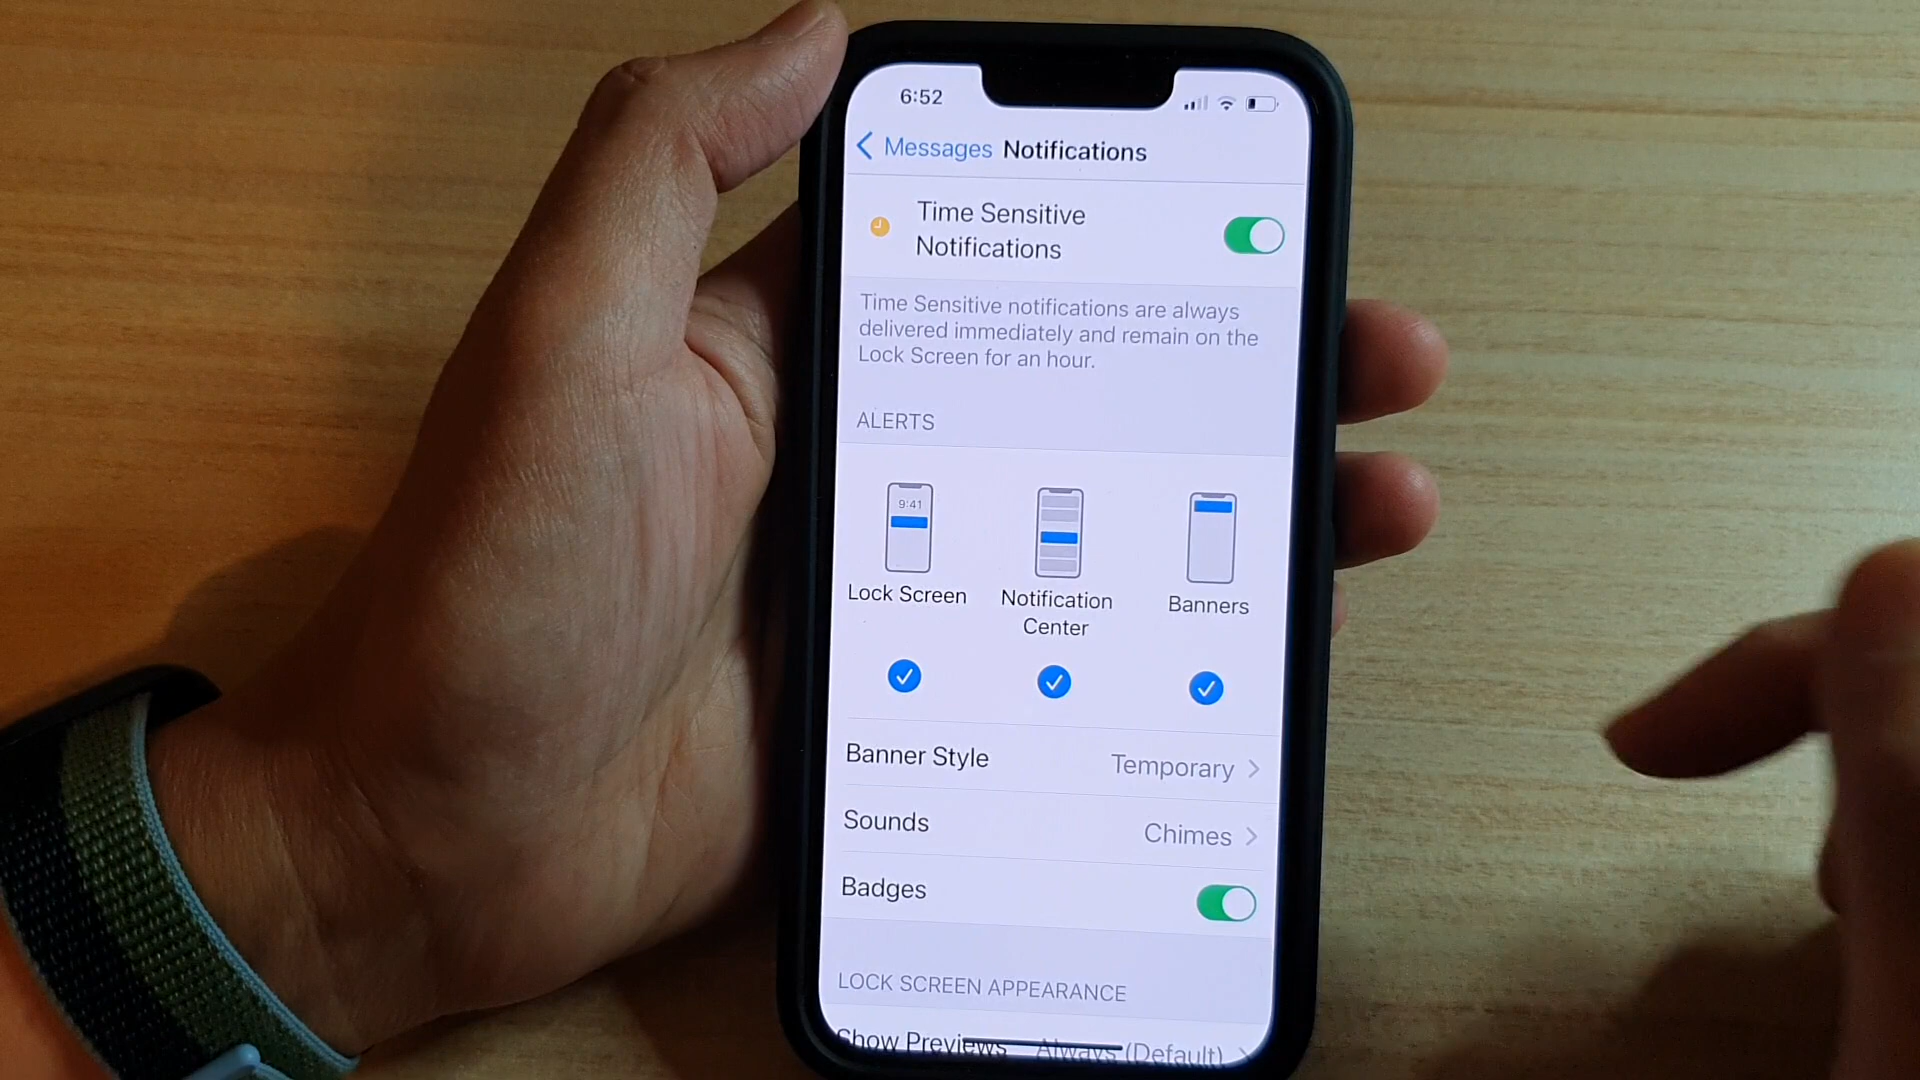 6:52
Messages Notifications
Time Sensitive
Notifications
Time Sensitive notifications are always
delivered immediately and remain on the
Lock Screen for an hour.
ALERTS
9:41
Lock Screen
Notification
Center
Banners
Banner Style Temporary
Sounds Chimes
Badges
LOCK SCREEN APPEARANCE
Show Previews Always (Default)